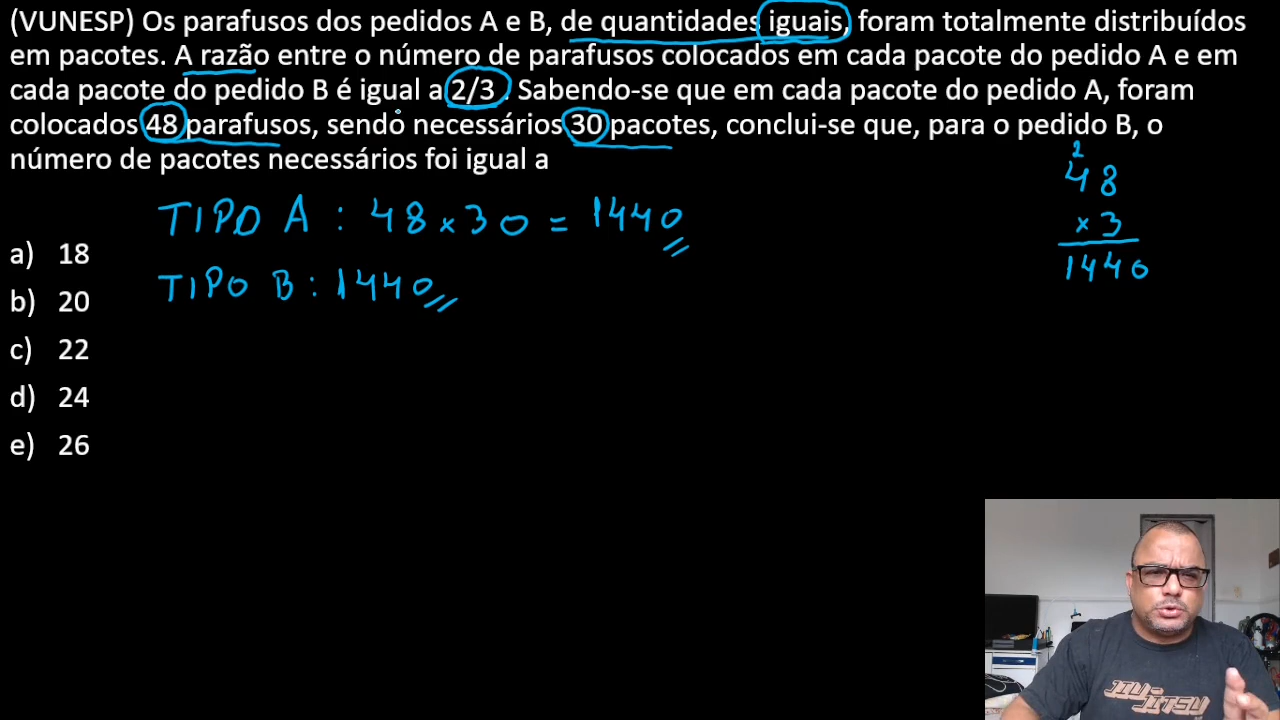 (VUNESP) Os parafusos dos pedidos A e B, de quantidades iguais, foram totalmente distribuídos
em pacotes. A razão entre o número de parafusos colocados em cada pacote do pedido A e em
cada pacote do pedido B é igual a 2/3 . Sabendo-se que em cada pacote do pedido A, foram
colocados 48 parafusos, sendo necessários 30 pacotes, conclui-se que, para o pedido B, o
número de pacotes necessários foi igual a
TIPO A : 48 x 30 = 1440
TIPO B : 1440
2
48
x 3
1440
a) 18
b) 20
c) 22
d) 24
e) 26
JIU-
JITSU